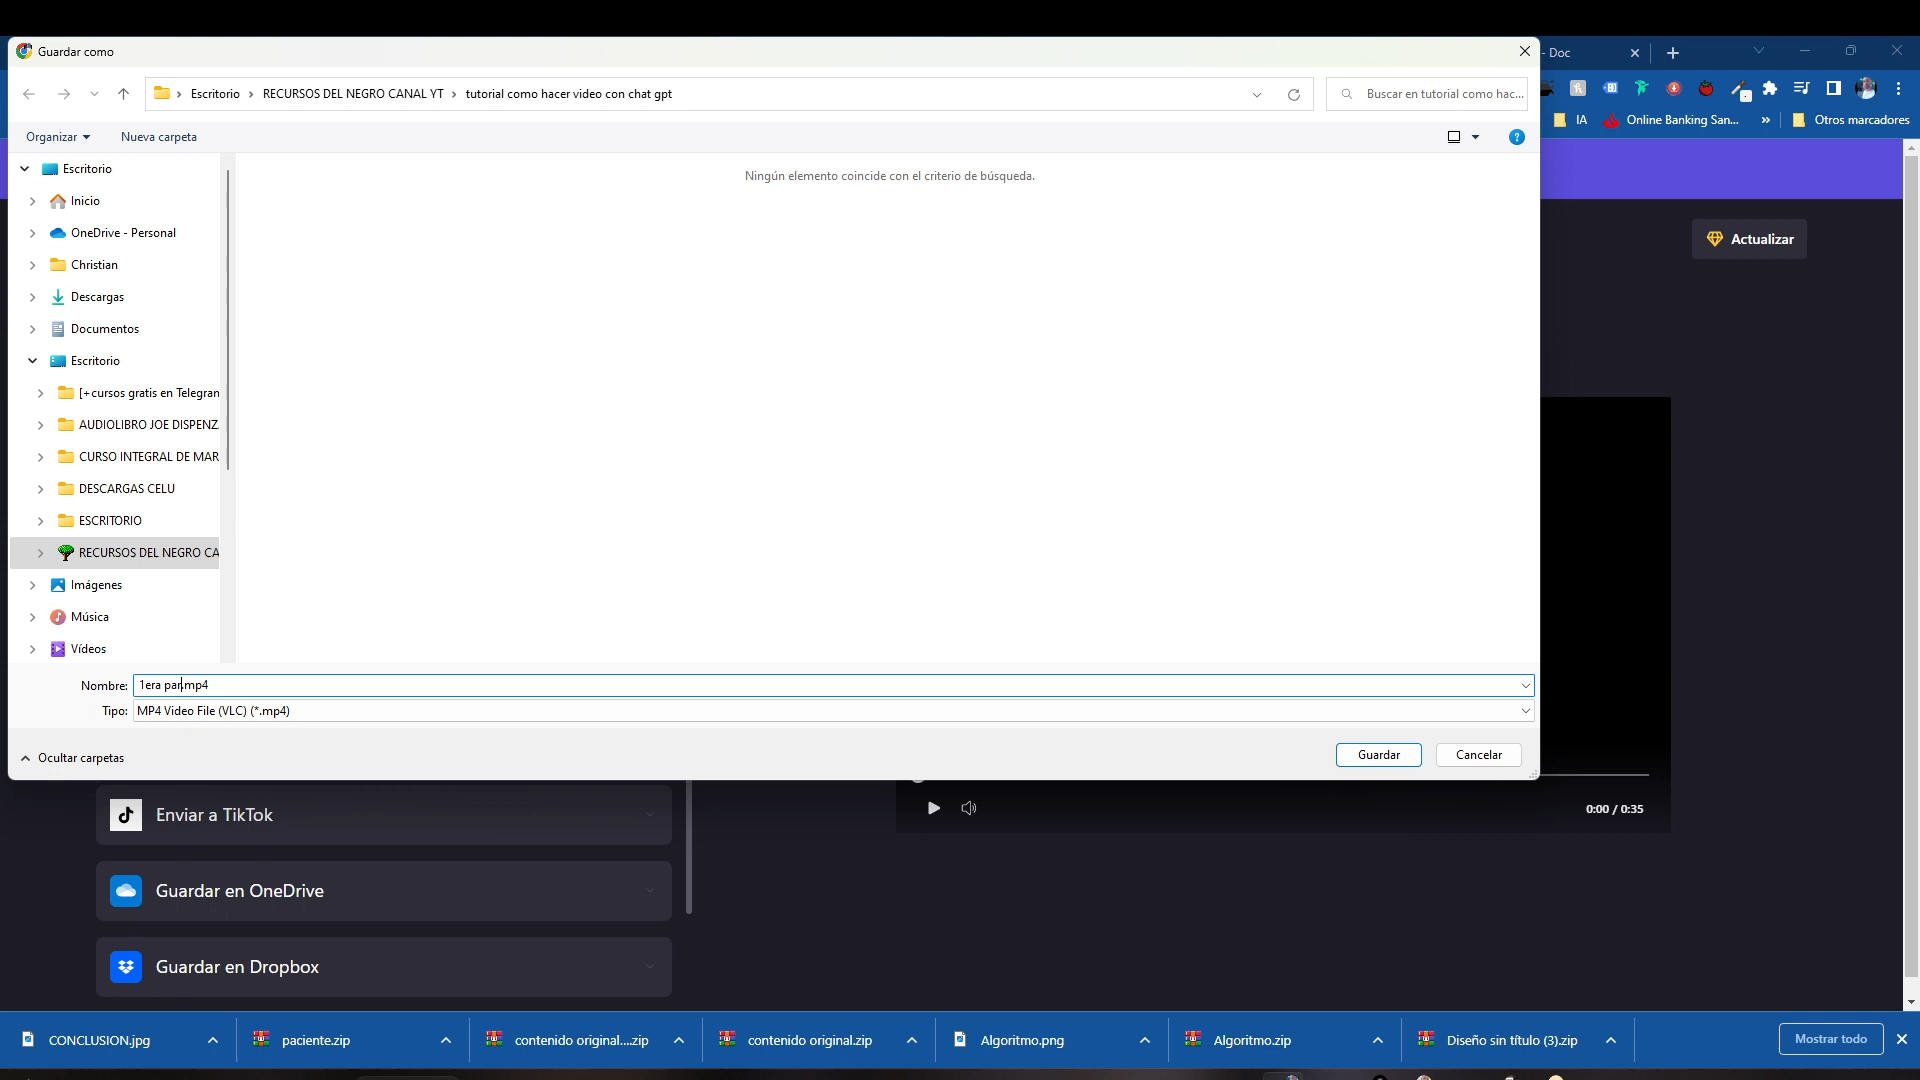 Guardar como
- Doc
Escritorio > RECURSOS DEL NEGRO CANAL YT > tutorial como hacer video con chat gpt
Buscar en tutorial como hac...
IA
Online Banking San...
»
Otros marcadores
Organizar
Nueva carpeta
Escritorio
Ningún elemento coincide con el criterio de búsqueda.
Inicio
OneDrive - Personal
Actualizar
Christian
Descargas
Documentos
Escritorio
[+cursos gratis en Telegran
AUDIOLIBRO JOE DISPENZ
CURSO INTEGRAL DE MAR
DESCARGAS CELU
ESCRITORIO
RECURSOS DEL NEGRO CA
Imágenes
Música
Vídeos
Nombre: 1era par.mp4
Tipo: MP4 Video File (VLC) (*.mp4)
Ocultar carpetas
Guardar
Cancelar
Enviar a TikTok
0:00 / 0:35
Guardar en OneDrive
Guardar en Dropbox
CONCLUSION.jpg
paciente.zip
contenido original....zip
contenido original.zip
Algoritmo.png
Algoritmo.zip
Diseño sin título (3).zip
Mostrar todo